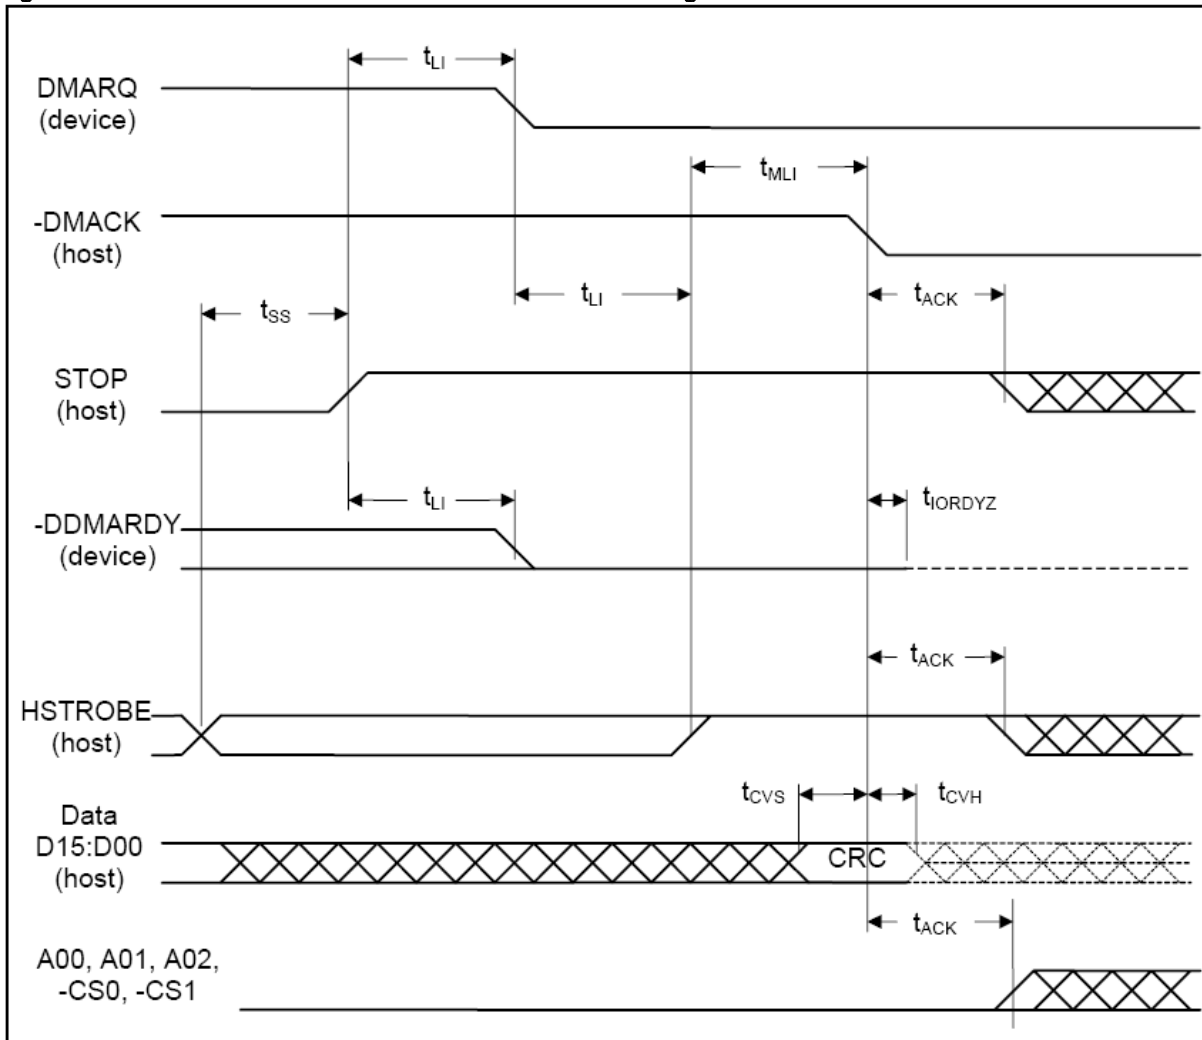 tLI
DMARQ
(device)
tMLI
-DMACK
(host)
tLI
tACK
tSS
STOP
(host)
tLI
tIORDYZ
-DDMARDY
(device)
tACK
HSTROBE
(host)
tCVS
tCVH
Data
D15:D00
(host)
CRC
tACK
A00, A01, A02,
-CS0, -CS1